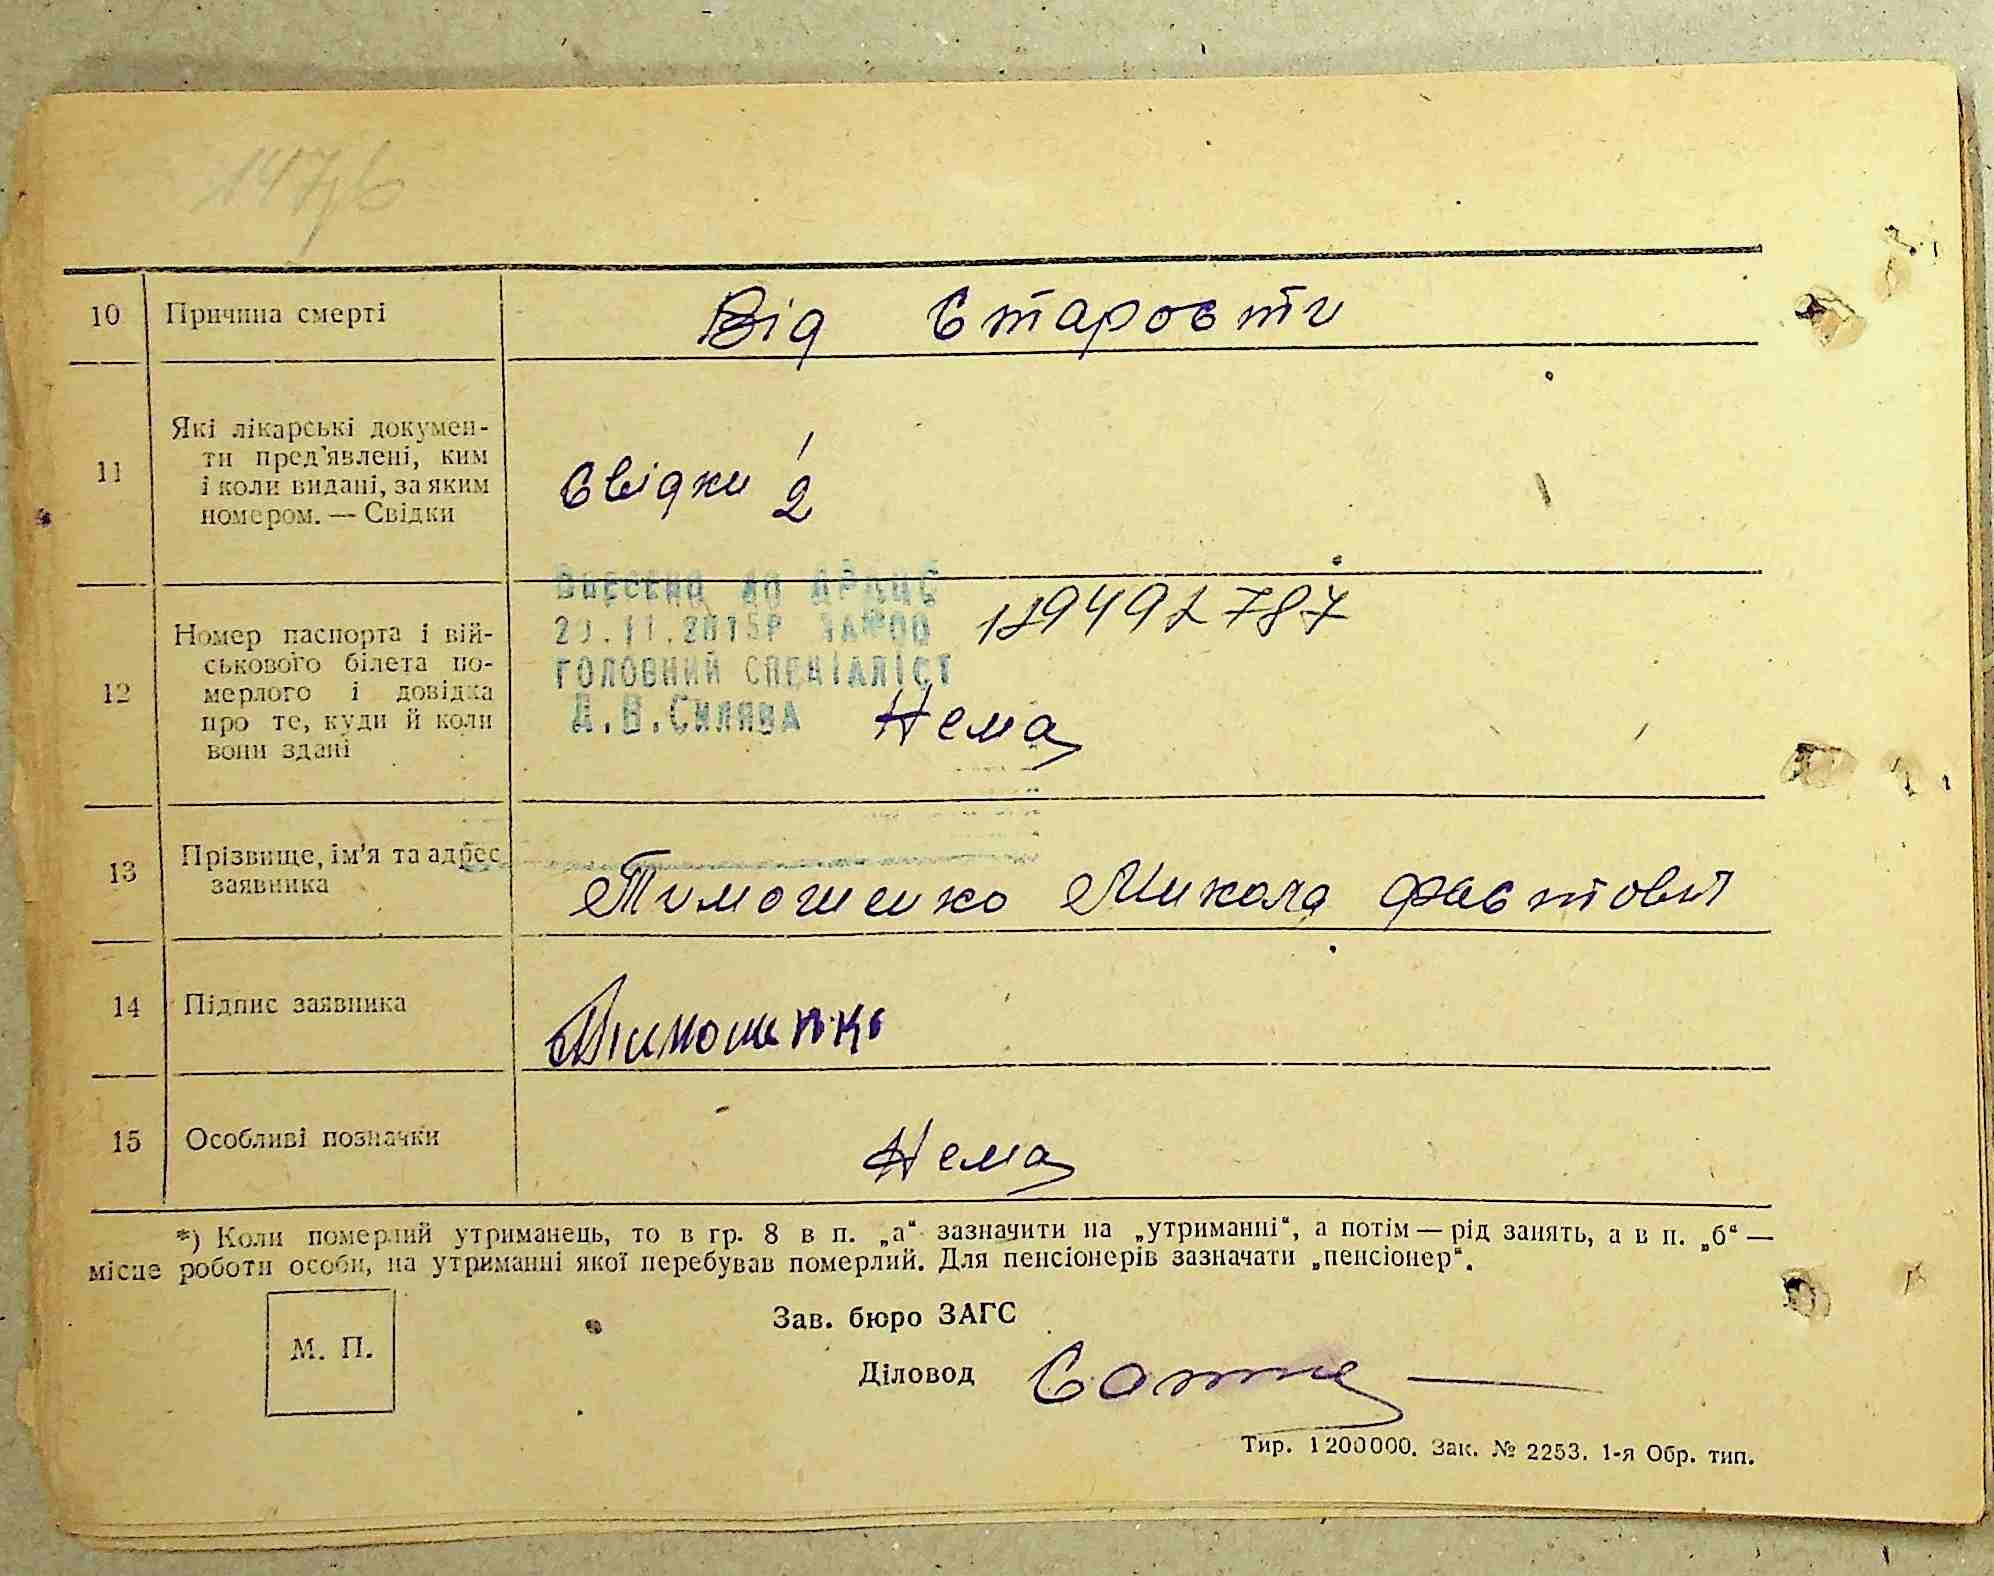 10 Причина смерті Від Старости
11 Які лікарські докумен-
ти пред'явлені, ким
і коли видані, за яким
номером. — Свідки
Свідки 1
2
ВНЕСЕНО ДО ДРАЦС
ГОЛОВНИЙ СПЕЦІАЛІСТ
Д.В.СИЛЯВА
12 Номер паспорта і вій-
ськового білета по-
мерлого і довідка
про те, куди й коли
вони здані
Нема
13 Прізвище, ім'я та адрес
заявника
Тимошенко Микола
14 Підпис заявника Тимошенко
15 Особливі позначки Нема
*) Коли померлий утриманець, то в гр. 8 в п. „а“ зазначити на „утриманні“, а потім — рід занять, а в п. „б“ —
місце роботи особи, на утриманні якої перебував померлий. Для пенсіонерів зазначати „пенсіонер“.
М. П.
Зав. бюро ЗАГС
Діловод
Тир. 1200000. Зак. № 2253. 1-я Обр. тип.